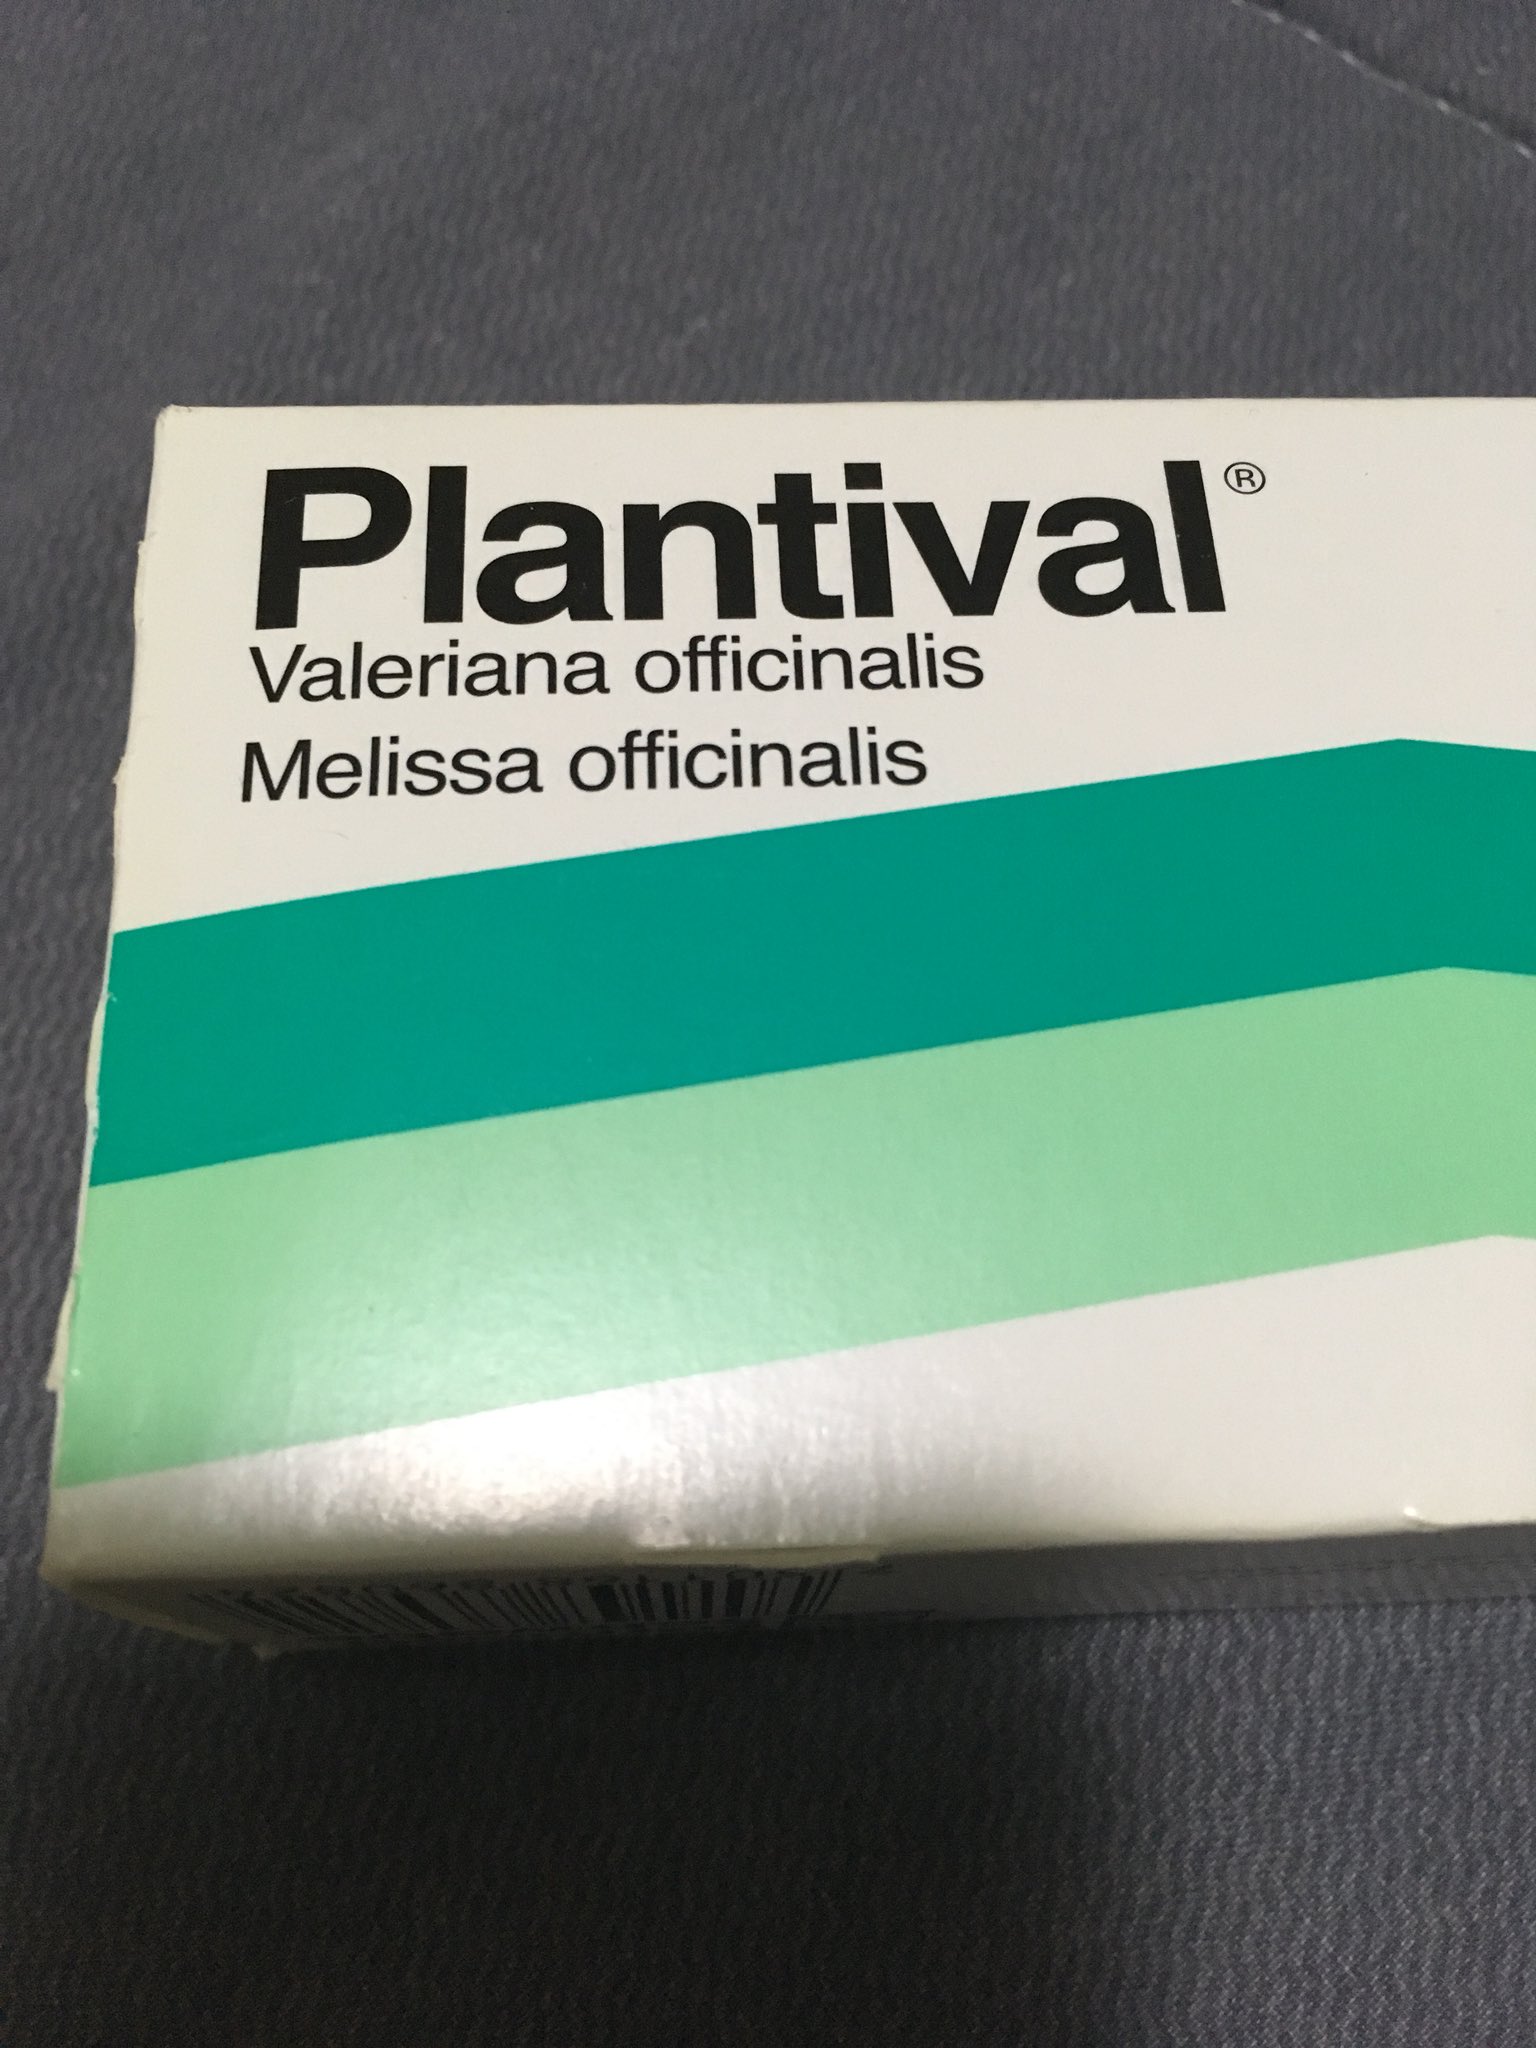 Plantival®
Valeriana officinalis
Melissa officinalis